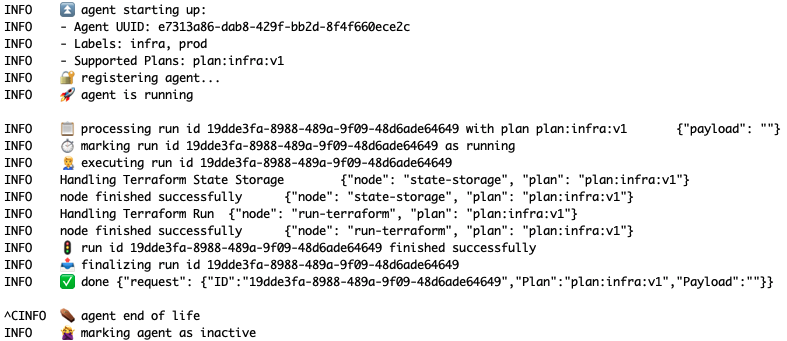 INFO ⏫ agent starting up:
INFO - Agent UUID: e7313a86-dab8-429f-bb2d-8f4f660ece2c
INFO - Labels: infra, prod
INFO - Supported Plans: plan:infra:v1
INFO 🔐 registering agent...
INFO 🚀 agent is running
INFO 📋 processing run id 19dde3fa-8988-489a-9f09-48d6ade64649 with plan plan:infra:v1 {"payload": ""}
INFO ⏱ marking run id 19dde3fa-8988-489a-9f09-48d6ade64649 as running
INFO 👷 executing run id 19dde3fa-8988-489a-9f09-48d6ade64649
INFO Handling Terraform State Storage {"node": "state-storage", "plan": "plan:infra:v1"}
INFO node finished successfully {"node": "state-storage", "plan": "plan:infra:v1"}
INFO Handling Terraform Run {"node": "run-terraform", "plan": "plan:infra:v1"}
INFO node finished successfully {"node": "run-terraform", "plan": "plan:infra:v1"}
INFO 🚦 run id 19dde3fa-8988-489a-9f09-48d6ade64649 finished successfully
INFO 📤 finalizing run id 19dde3fa-8988-489a-9f09-48d6ade64649
INFO ✅ done {"request": {"ID":"19dde3fa-8988-489a-9f09-48d6ade64649","Plan":"plan:infra:v1","Payload":""}}
^CINFO ⚰️ agent end of life
INFO 🙅‍♀️ marking agent as inactive